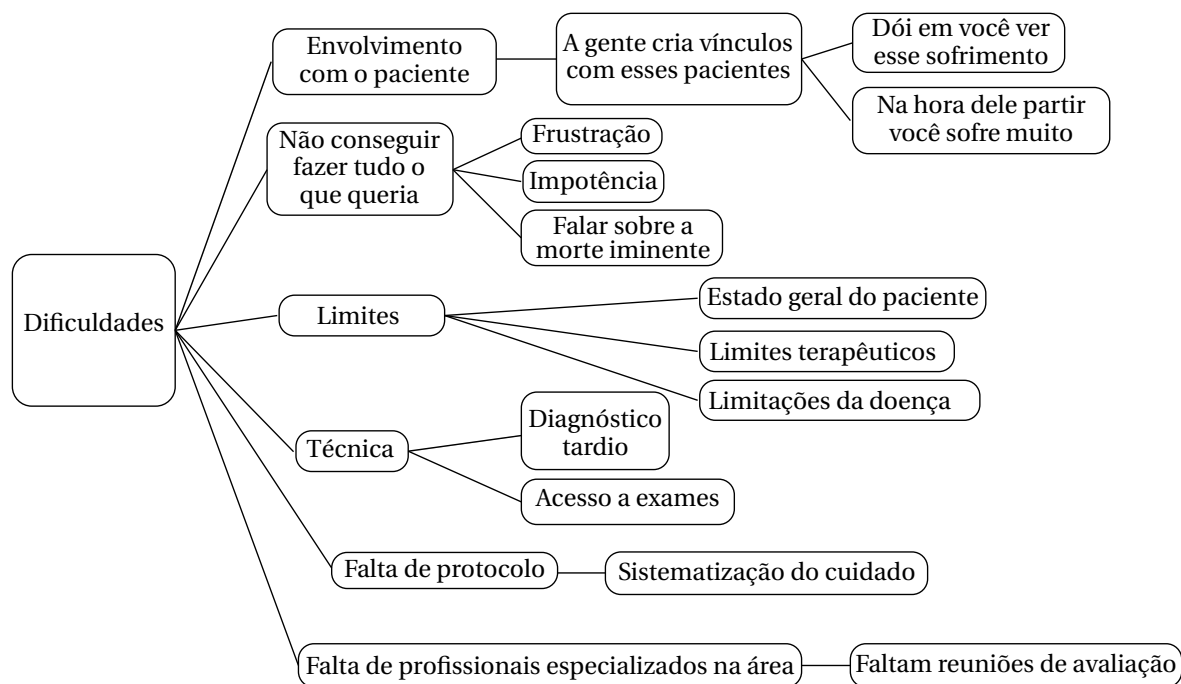 Dificuldades
Envolvimento
com o paciente
A gente cria vínculos
com esses pacientes
Dói em você ver
esse sofrimento
Na hora dele partir
você sofre muito
Não conseguir
fazer tudo o
que queria
Frustração
Impotência
Falar sobre a
morte iminente
Limites
Estado geral do paciente
Limites terapêuticos
Limitações da doença
Técnica
Diagnóstico
tardio
Acesso a exames
Falta de protocolo
Sistematização do cuidado
Falta de profissionais especializados na área
Faltam reuniões de avaliação